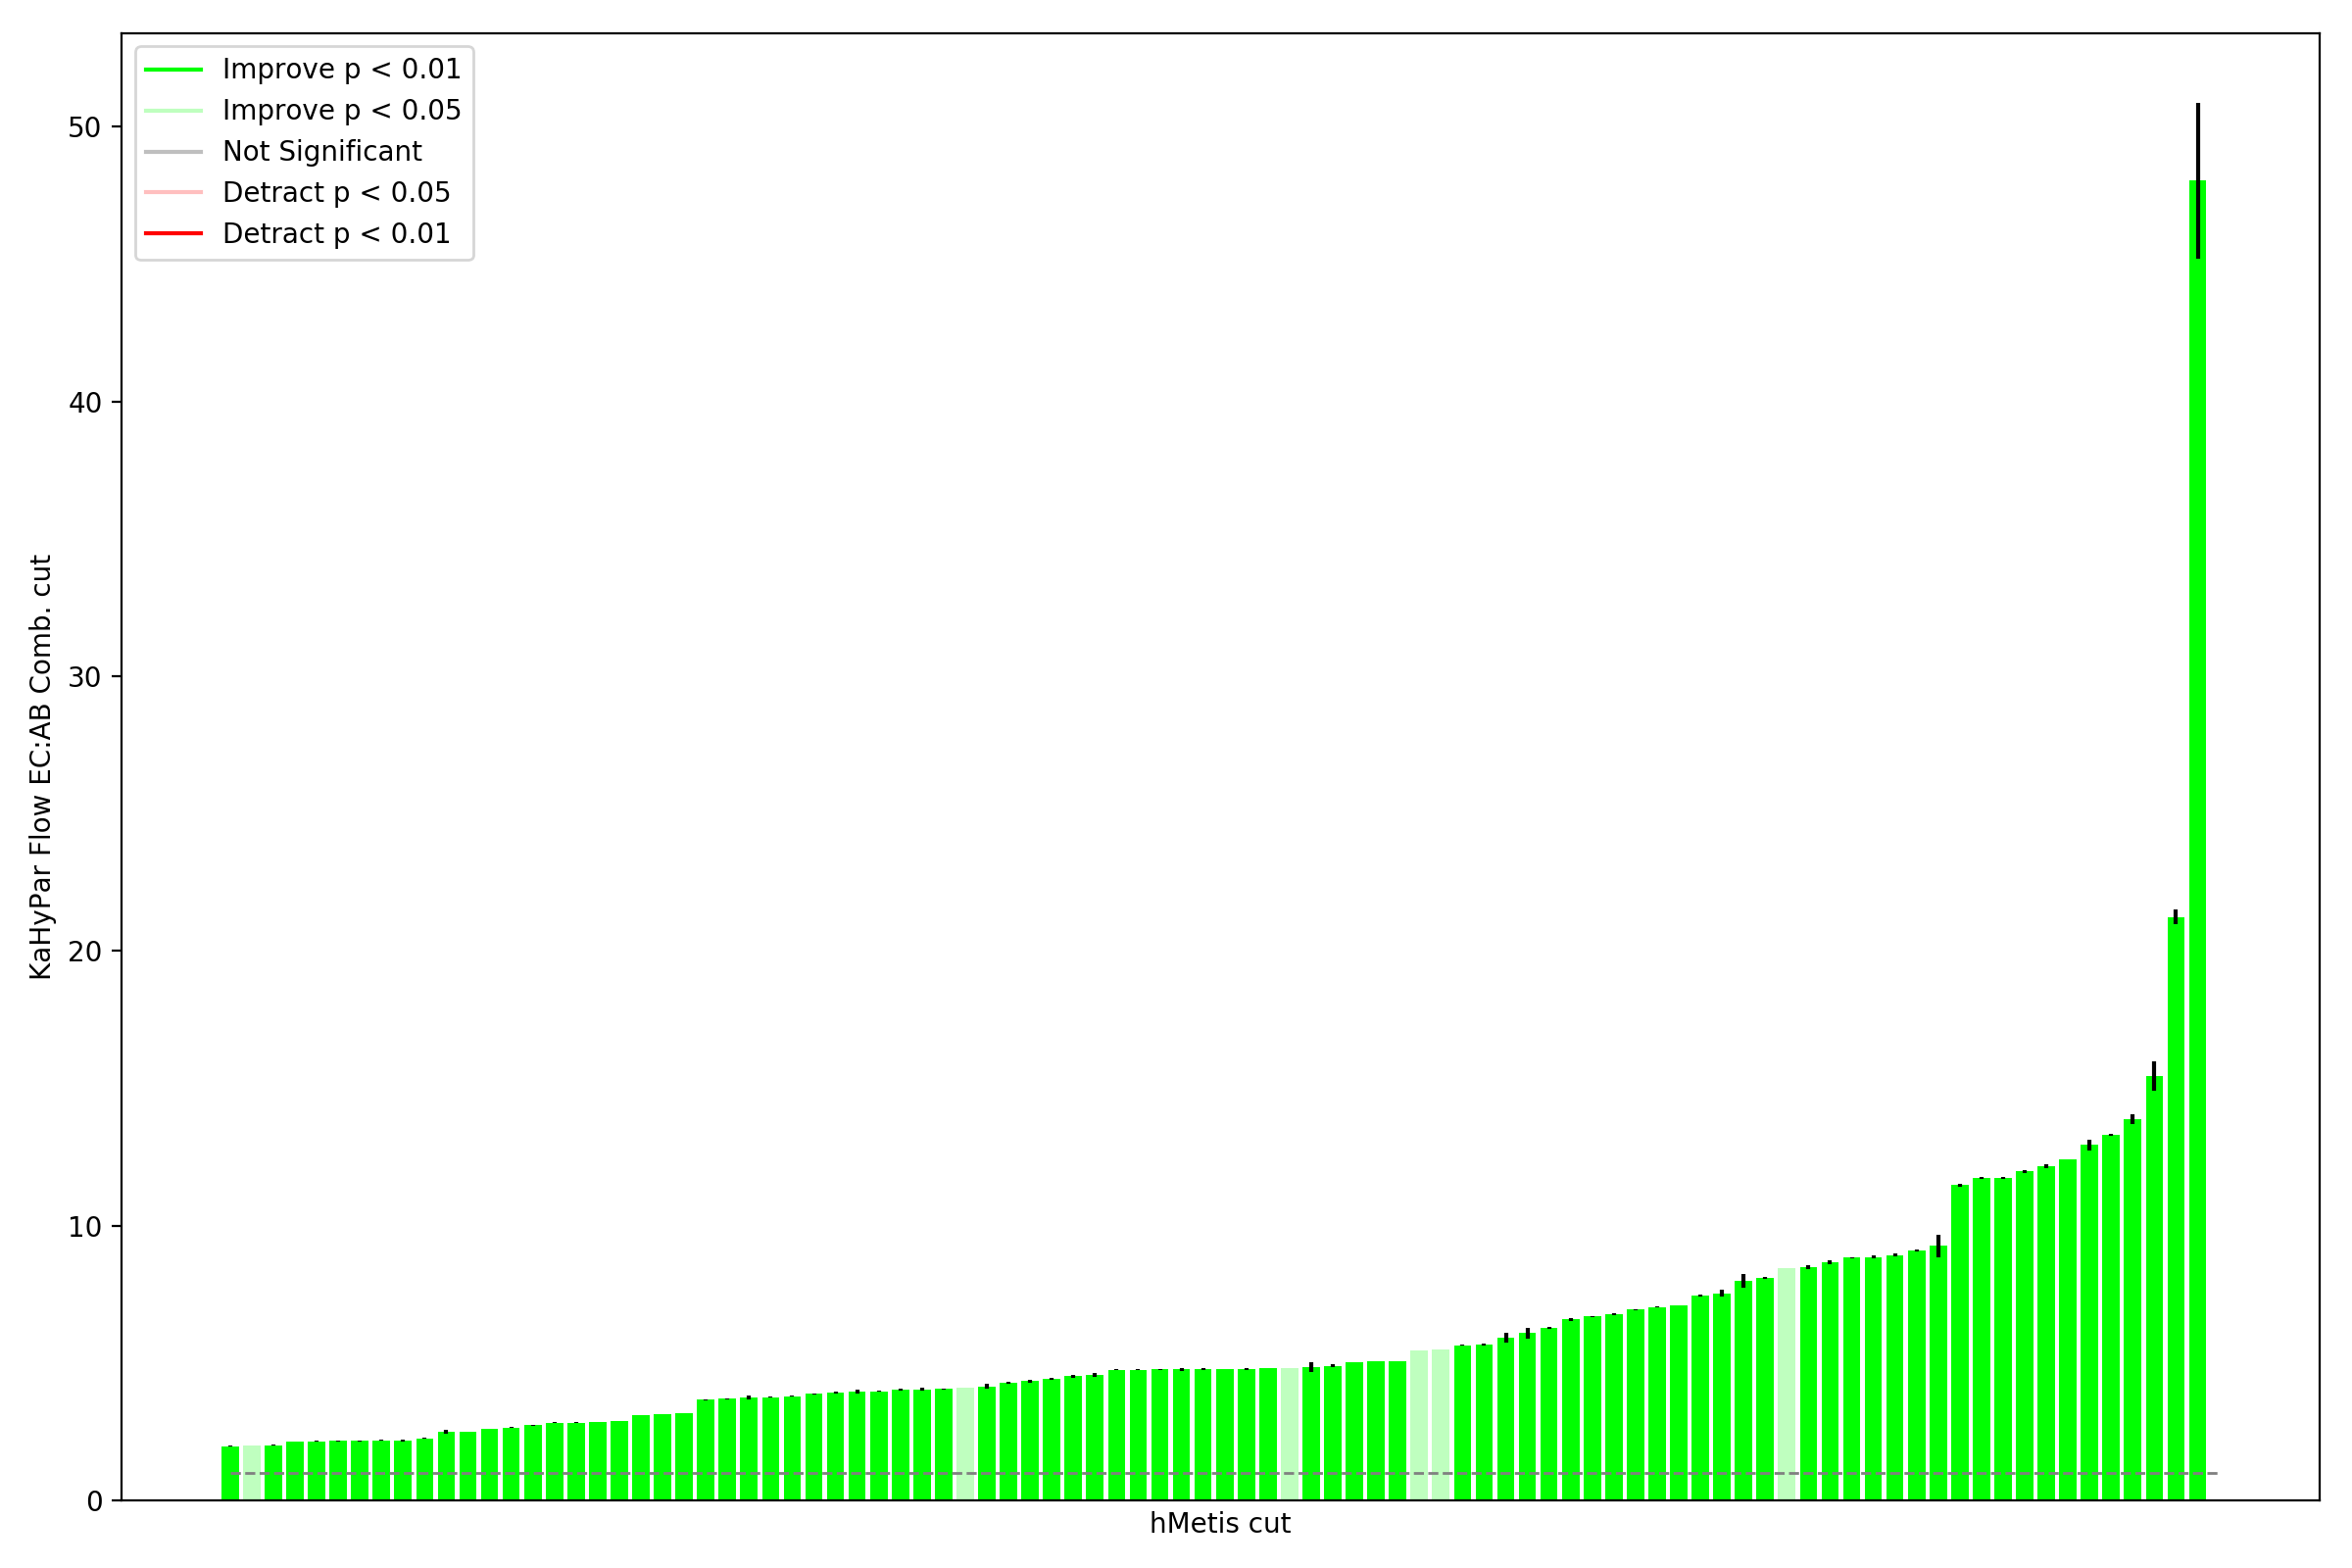 Improve p < 0.01
Improve p < 0.05
Not Significant
Detract p < 0.05
Detract p < 0.01
50
40
30
20
10
0
KaHyPar Flow EC:AB Comb. cut
hMetis cut